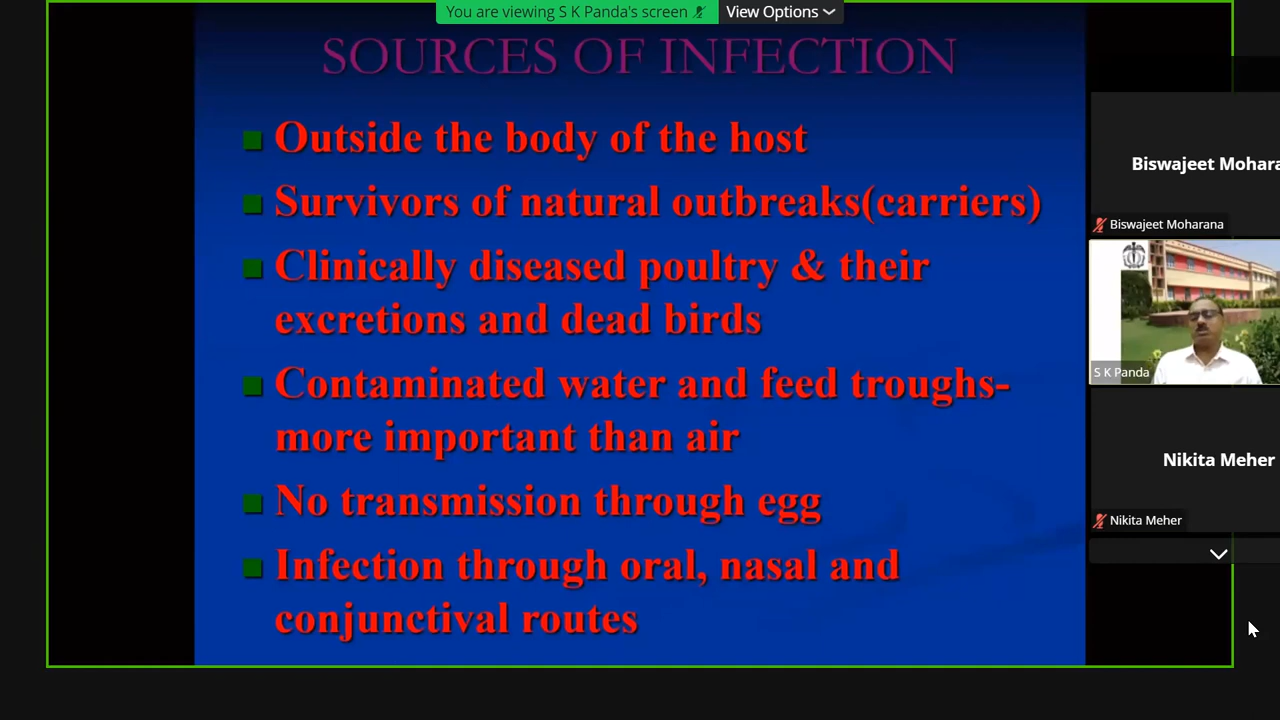 You are viewing S K Panda's screen
View Options
SOURCES OF INFECTION
Outside the body of the host
Survivors of natural outbreaks(carriers)
Clinically diseased poultry & their
excretions and dead birds
Contaminated water and feed troughs-
more important than air
No transmission through egg
Infection through oral, nasal and
conjunctival routes
Biswajeet Mohara
Biswajeet Moharana
S K Panda
Nikita Meher
Nikita Meher